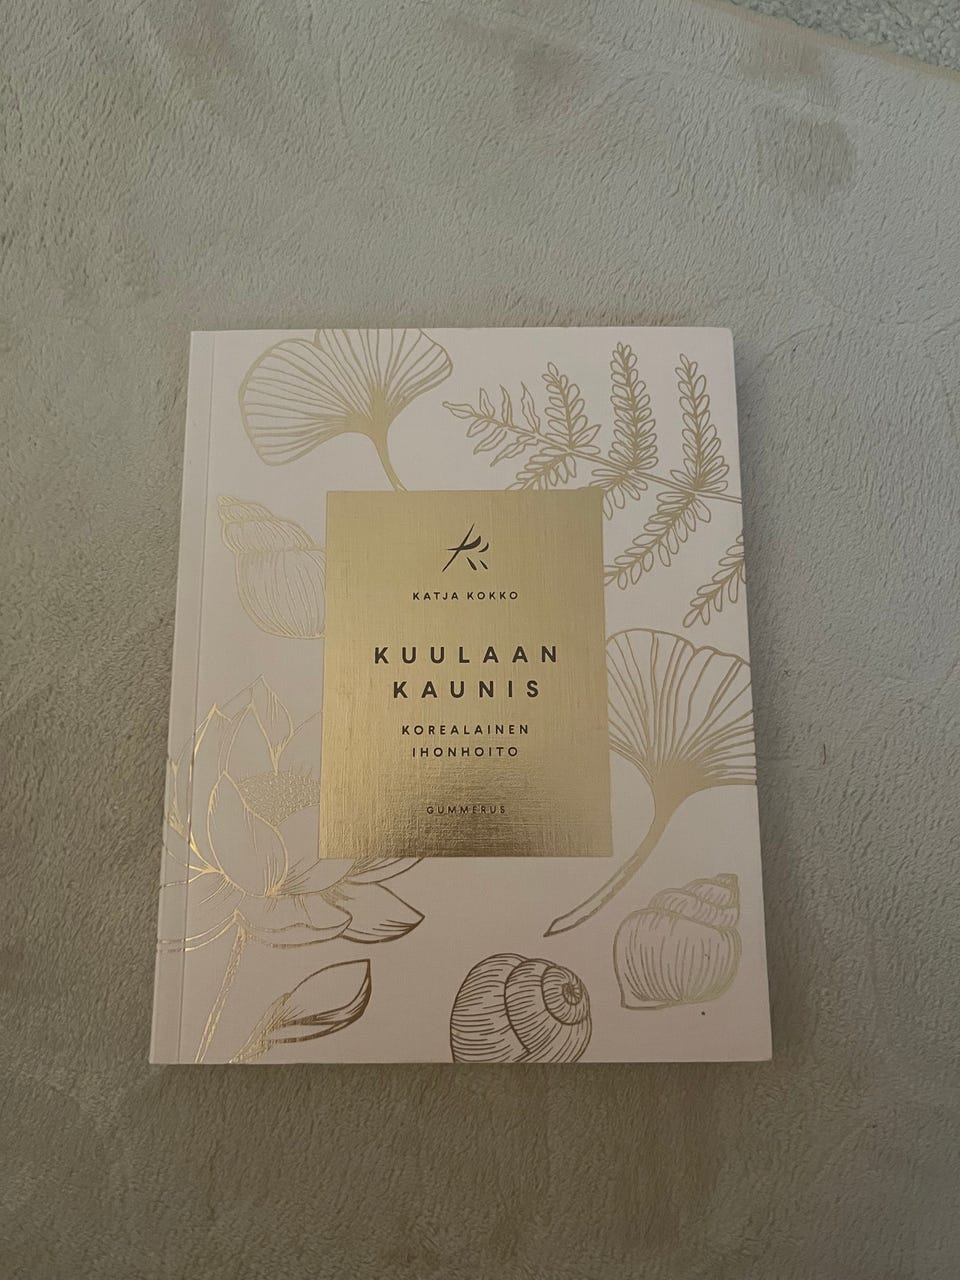 KATJA KOKKO
KUULAAN
KAUNIS
KOREALAINEN
IHONHOITO
GUMMERUS